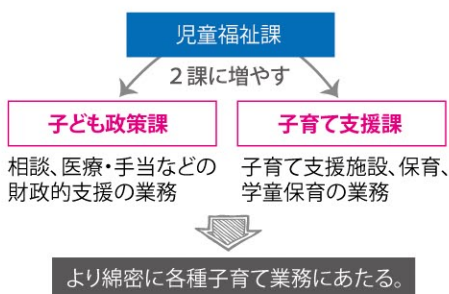 児童福祉課
2課に増やす
子ども政策課
子育て支援課
相談、医療・手当などの
財政的支援の業務
子育て支援施設、保育、
学童保育の業務
より綿密に各種子育て業務にあたる。